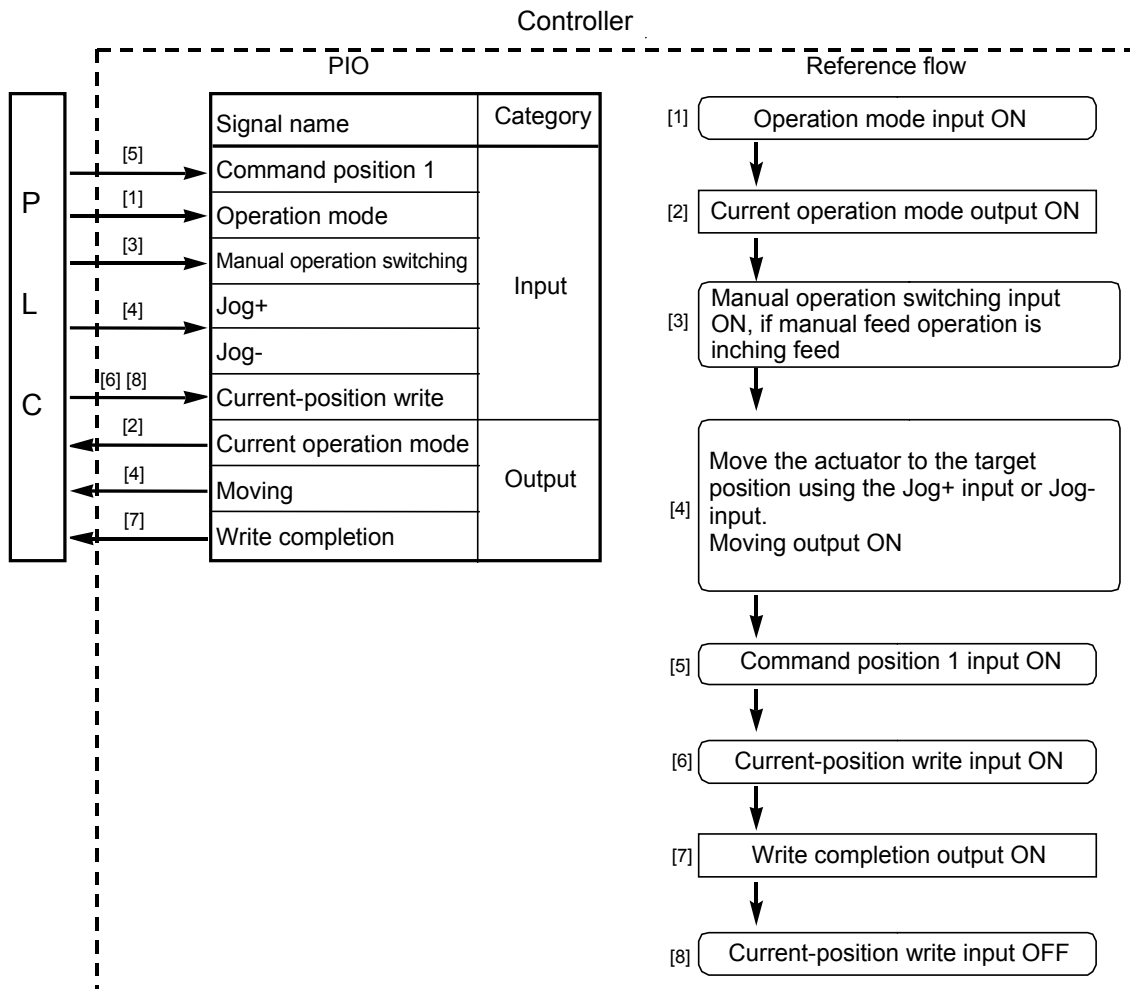 Controller
PIO
Reference flow
P
L
C
Signal name
Category
[5]
Command position 1
[1]
Operation mode
[3]
Manual operation switching
[4]
Jog+
Jog-
[6] [8]
Current-position write
Input
[2]
Current operation mode
[4]
Moving
[7]
Write completion
Output
[1]
Operation mode input ON
[2]
Current operation mode output ON
[3]
Manual operation switching input
ON, if manual feed operation is
inching feed
[4]
Move the actuator to the target
position using the Jog+ input or Jog-
input.
Moving output ON
[5]
Command position 1 input ON
[6]
Current-position write input ON
[7]
Write completion output ON
[8]
Current-position write input OFF